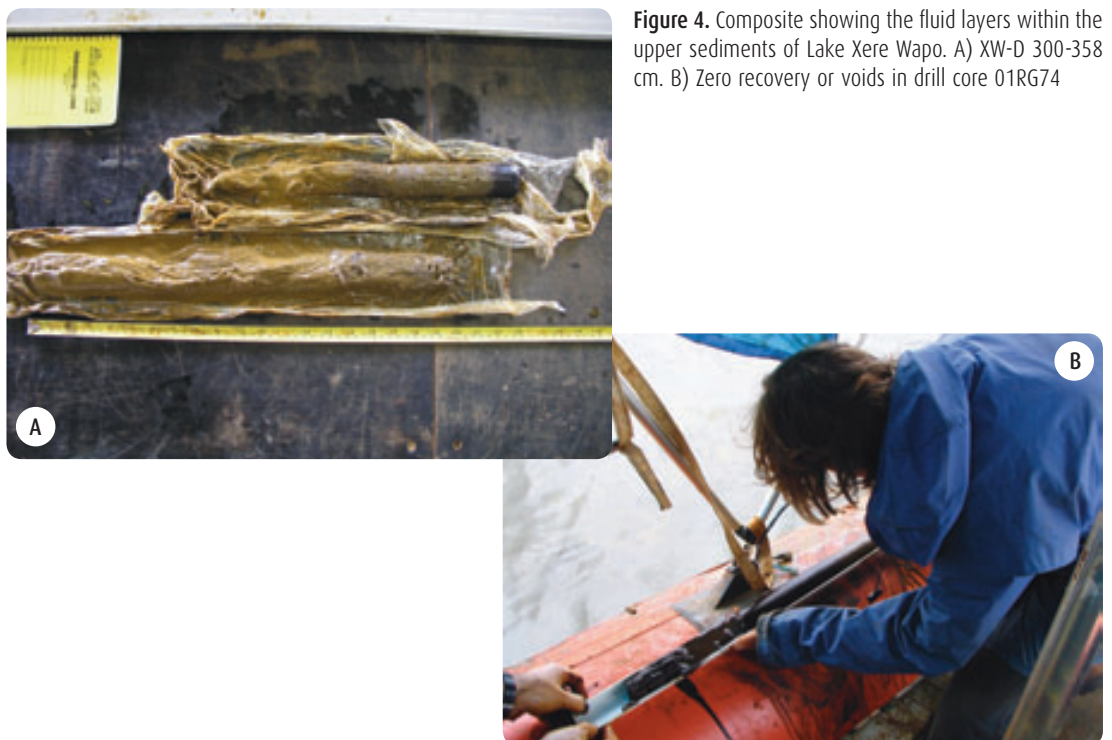 Figure 4. Composite showing the fluid layers within the
upper sediments of Lake Xere Wapo. A) XW-D 300-358
cm. B) Zero recovery or voids in drill core 01RG74
A
B